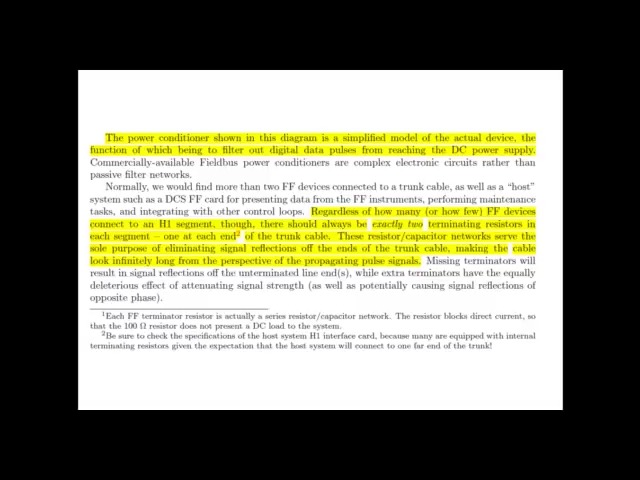 The power conditioner shown in this diagram is a simplified model of the actual device, the
function of which being to filter out digital data pulses from reaching the DC power supply.
Commercially-available Fieldbus power conditioners are complex electronic circuits rather than
passive filter networks.
Normally, we would find more than two FF devices connected to a trunk cable, as well as a “host”
system such as a DCS FF card for presenting data from the FF instruments, performing maintenance
tasks, and integrating with other control loops. Regardless of how many (or how few) FF devices
connect to an H1 segment, though, there should always be exactly two terminating resistors in
each segment – one at each end2 of the trunk cable. These resistor/capacitor networks serve the
sole purpose of eliminating signal reflections off the ends of the trunk cable, making the cable
look infinitely long from the perspective of the propagating pulse signals. Missing terminators will
result in signal reflections off the unterminated line end(s), while extra terminators have the equally
deleterious effect of attenuating signal strength (as well as potentially causing signal reflections of
opposite phase).
1Each FF terminator resistor is actually a series resistor/capacitor network. The resistor blocks direct current, so
that the 100 Ω resistor does not present a DC load to the system.
2Be sure to check the specifications of the host system H1 interface card, because many are equipped with internal
terminating resistors given the expectation that the host system will connect to one far end of the trunk!